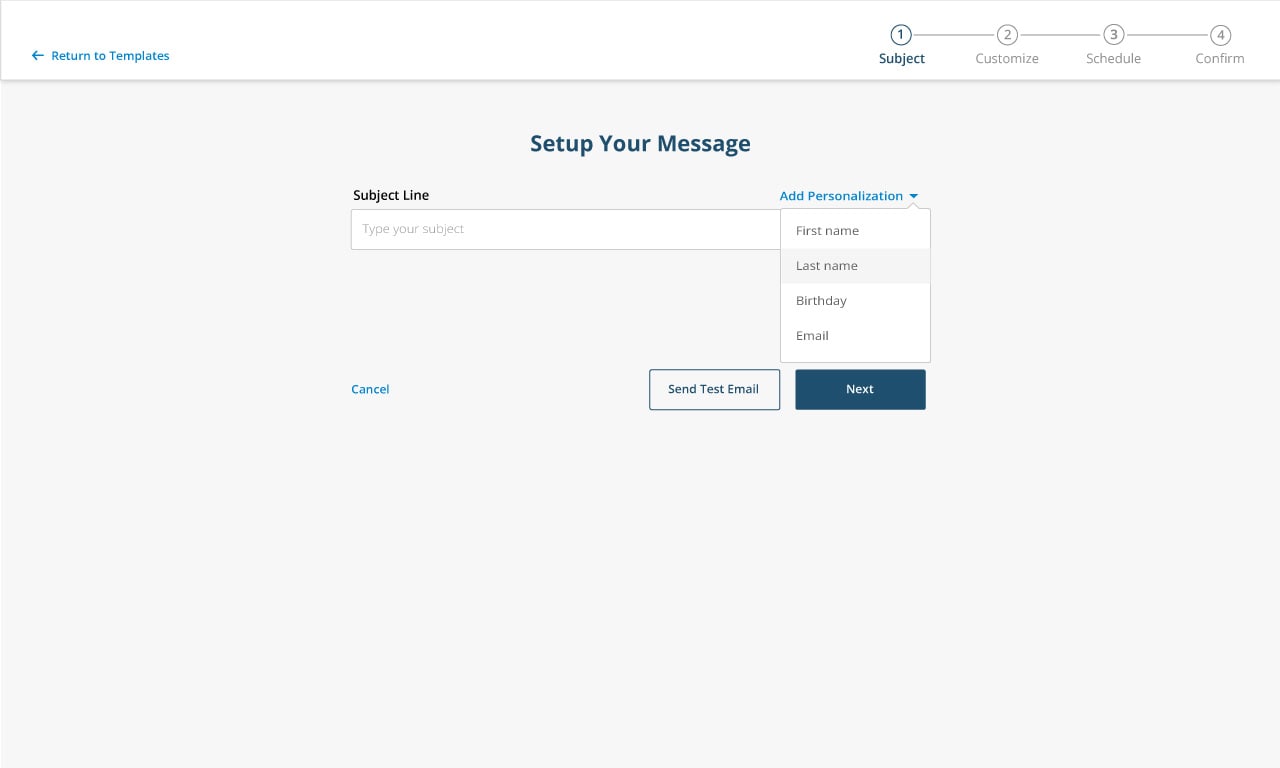 ← Return to Templates
1 2 3 4
Subject Customize Schedule Confirm
Setup Your Message
Subject Line Add Personalization
Type your subject
First name
Last name
Birthday
Email
Cancel Send Test Email Next